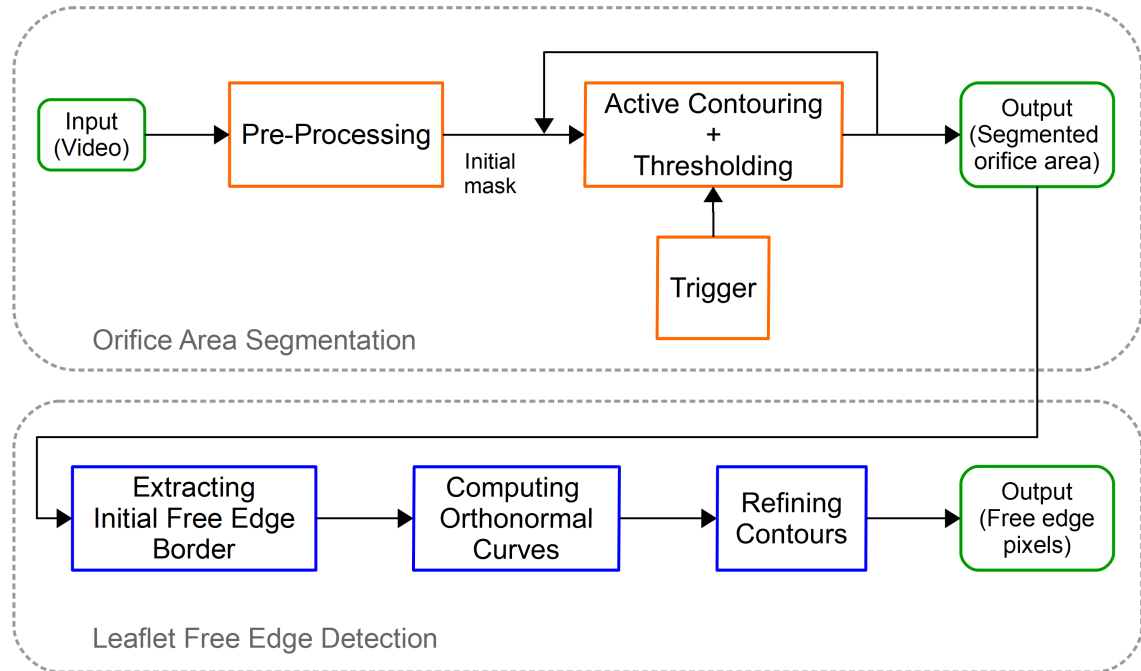 Input
(Video)
Pre-Processing
Initial
mask
Active Contouring
+
Thresholding
Output
(Segmented
orifice area)
Trigger
Orifice Area Segmentation
Extracting
Initial Free Edge
Border
Computing
Orthonormal
Curves
Refining
Contours
Output
(Free edge
pixels)
Leaflet Free Edge Detection